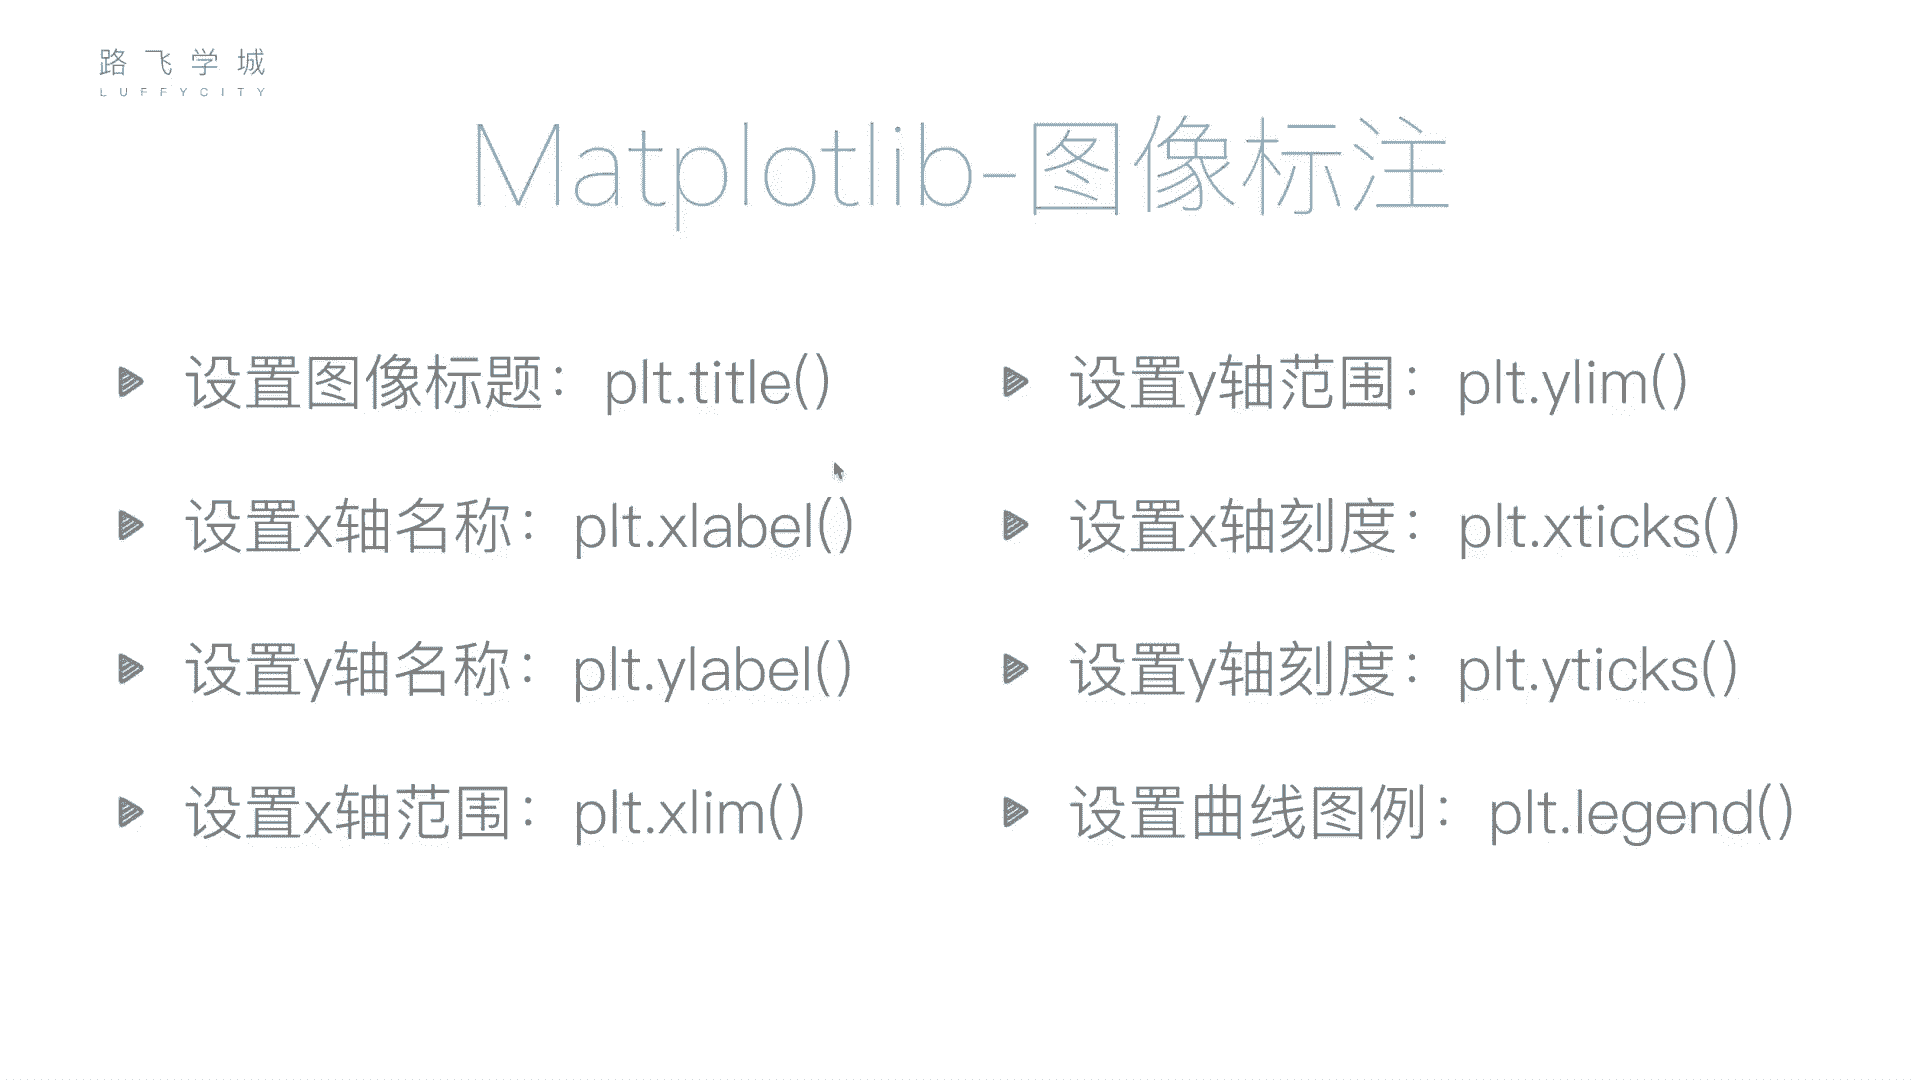 路飞学城
LUFFYCITY
Matplotlib-图像标注
设置图像标题：plt.title()
设置x轴名称：plt.xlabel()
设置y轴名称：plt.ylabel()
设置x轴范围：plt.xlim()
设置y轴范围：plt.ylim()
设置x轴刻度：plt.xticks()
设置y轴刻度：plt.yticks()
设置曲线图例：plt.legend()